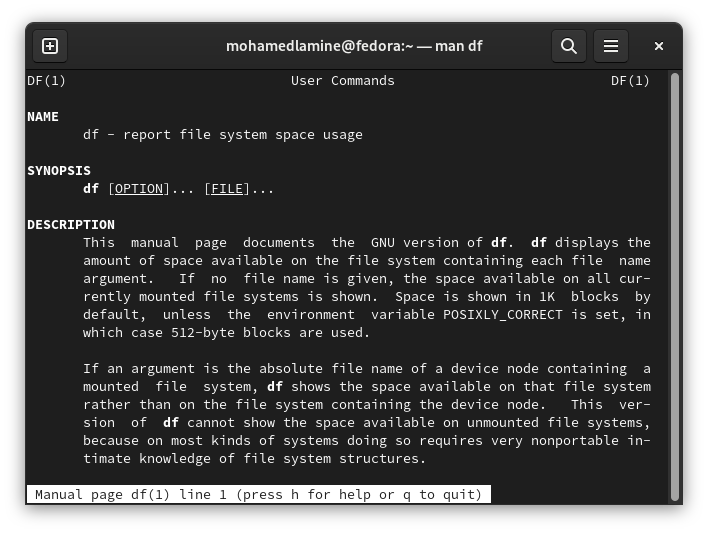 mohamedlamine@fedora:~ — man df
DF(1) User Commands DF(1)
NAME
df - report file system space usage
SYNOPSIS
df [OPTION]... [FILE]...
DESCRIPTION
This manual page documents the GNU version of df. df displays the
amount of space available on the file system containing each file name
argument. If no file name is given, the space available on all cur‐
rently mounted file systems is shown. Space is shown in 1K blocks by
default, unless the environment variable POSIXLY_CORRECT is set, in
which case 512-byte blocks are used.
If an argument is the absolute file name of a device node containing a
mounted file system, df shows the space available on that file system
rather than on the file system containing the device node. This ver‐
sion of df cannot show the space available on unmounted file systems,
because on most kinds of systems doing so requires very nonportable in‐
timate knowledge of file system structures.
Manual page df(1) line 1 (press h for help or q to quit)